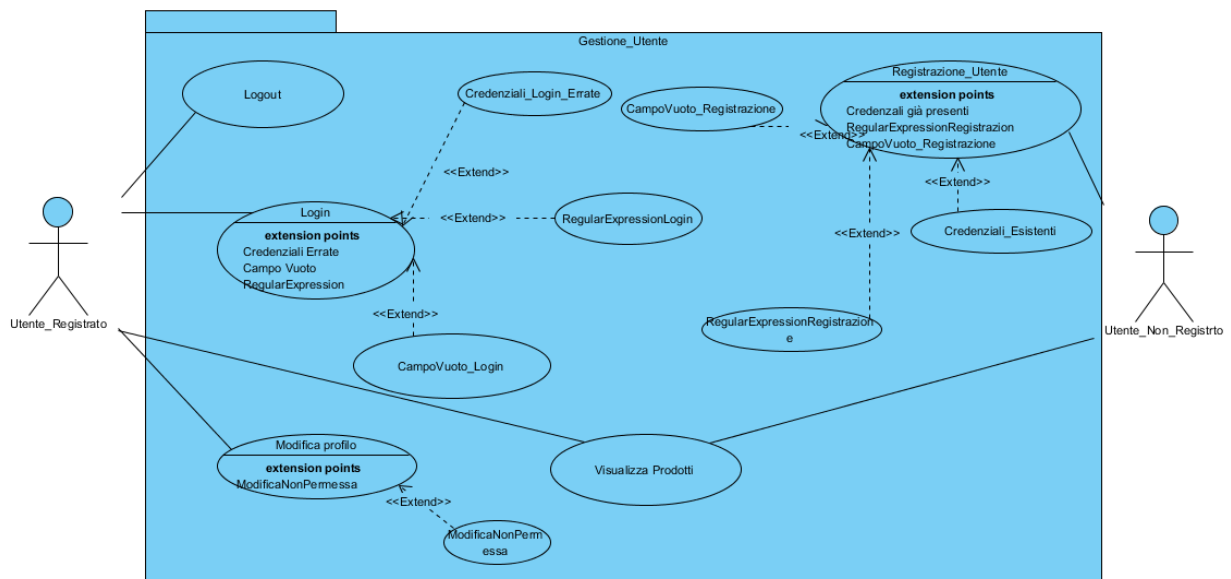 Gestione_Utente
Logout
Credenziali_Login_Errate
CampoVuoto_Registrazione
<<Extend>>
Registrazione_Utente
extension points
Credenzali già presenti
RegularExpressionRegistrazion
CampoVuoto_Registrazione
<<Extend>>
<<Extend>>
Login
extension points
Credenziali Errate
Campo Vuoto
RegularExpression
<<Extend>>
RegularExpressionLogin
<<Extend>>
Credenziali_Esistenti
Utente_Registrato
Utente_Non_Registrto
<<Extend>>
RegularExpressionRegistrazion
e
CampoVuoto_Login
Modifica profilo
extension points
ModificaNonPermessa
Visualizza Prodotti
<<Extend>>
ModificaNonPerm
essa